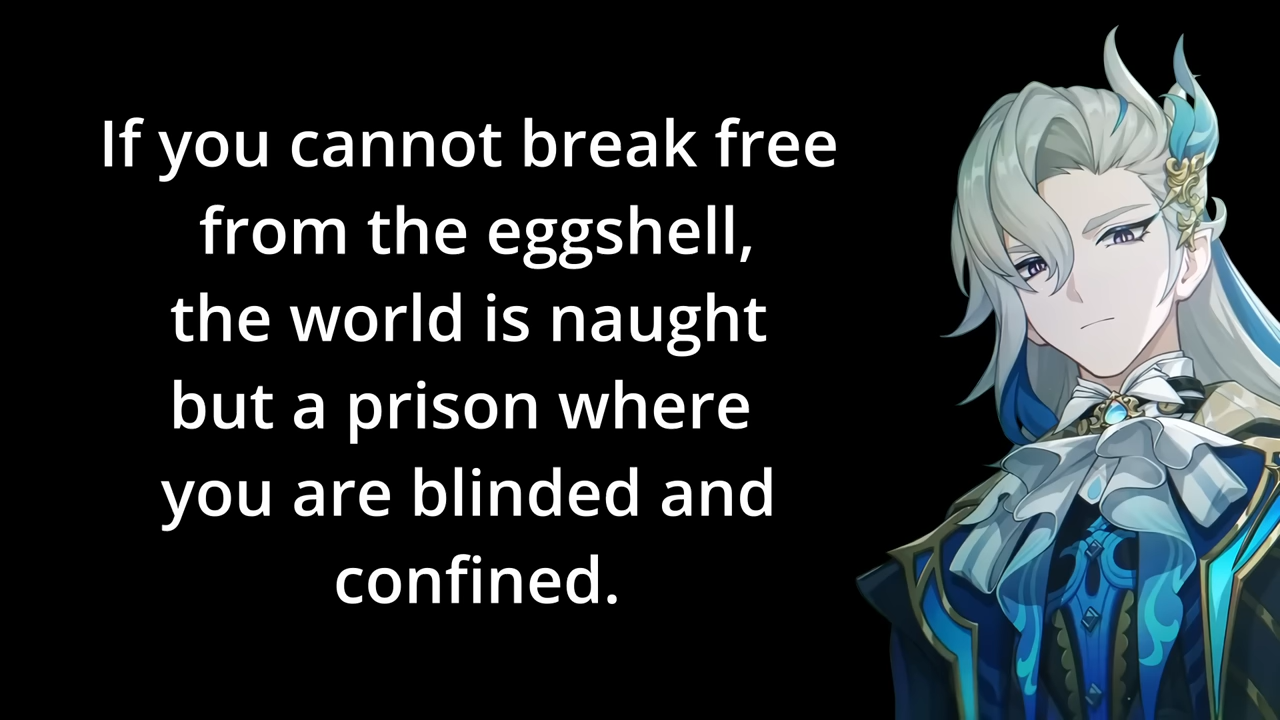 If you cannot break free
from the eggshell,
the world is naught
but a prison where
you are blinded and
confined.